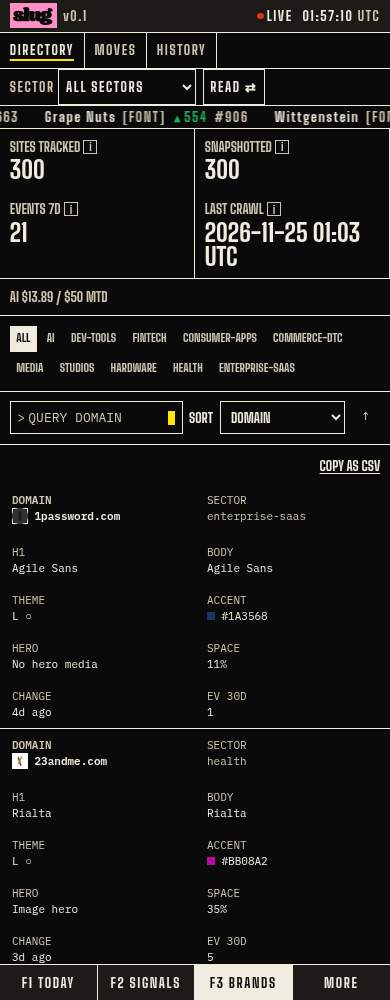 slug v0.1 LIVE 01:57:10 UTC
DIRECTORY MOVES HISTORY
SECTOR ALL SECTORS READ ⇄
663 Grape Nuts [FONT] ▲554 #906 Wittgenstein [FON
SITES TRACKED i
300
SNAPSHOTTED i
300
EVENTS 7D i
21
LAST CRAWL i
2026-11-25 01:03
UTC
AI $13.89 / $50 MTD
ALL AI DEV-TOOLS FINTECH CONSUMER-APPS COMMERCE-DTC
MEDIA STUDIOS HARDWARE HEALTH ENTERPRISE-SAAS
> QUERY DOMAIN SORT DOMAIN ↑
COPY AS CSV
DOMAIN SECTOR
1password.com enterprise-saas
H1 BODY
Agile Sans Agile Sans
THEME ACCENT
L ○ #1A3568
HERO SPACE
No hero media 11%
CHANGE EV 30D
4d ago 1
DOMAIN SECTOR
23andme.com health
H1 BODY
Rialta Rialta
THEME ACCENT
L ○ #BB08A2
HERO SPACE
Image hero 35%
CHANGE EV 30D
3d ago 5
F1 TODAY F2 SIGNALS F3 BRANDS MORE